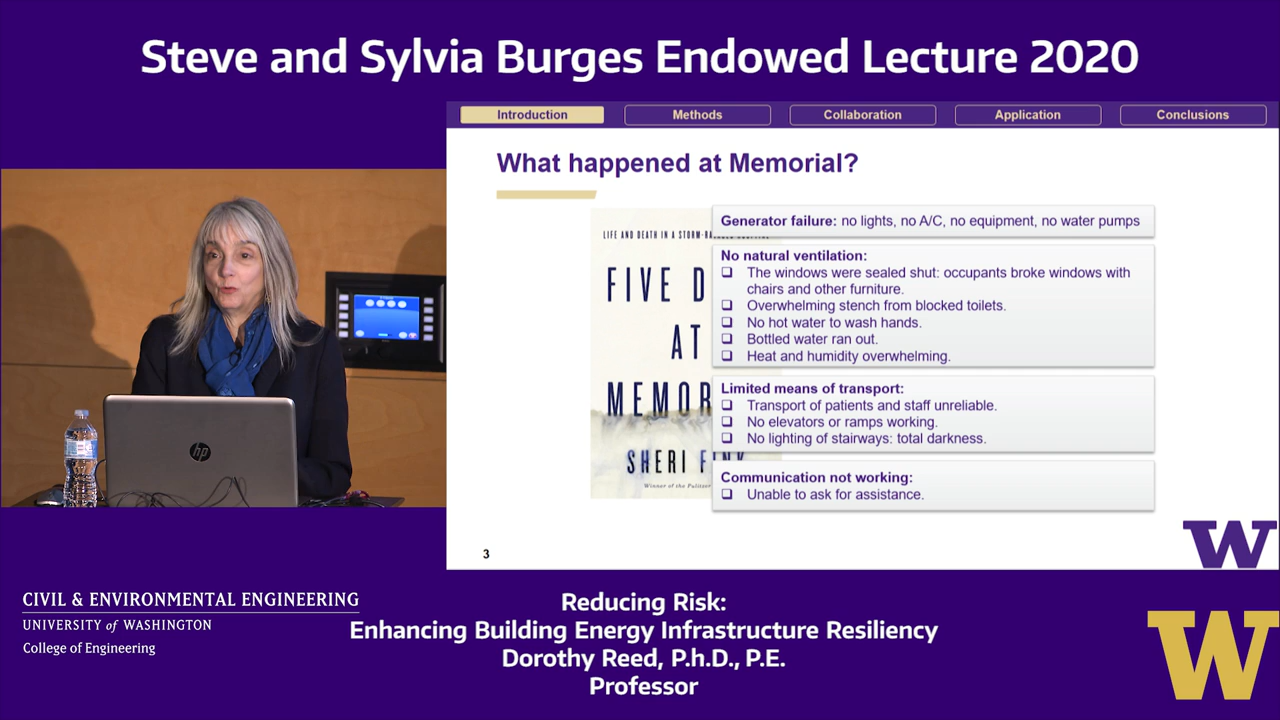 Steve and Sylvia Burges Endowed Lecture 2020
Introduction
Methods
Collaboration
Application
Conclusions
What happened at Memorial?
LIFE AND DEATH IN A STORM-
FIVE D
AT
MEMOR
SHERI FINK
Winner of the Pulitzer
Generator failure: no lights, no A/C, no equipment, no water pumps
No natural ventilation:
❑ The windows were sealed shut: occupants broke windows with
chairs and other furniture.
❑ Overwhelming stench from blocked toilets.
❑ No hot water to wash hands.
❑ Bottled water ran out.
❑ Heat and humidity overwhelming.
Limited means of transport:
❑ Transport of patients and staff unreliable.
❑ No elevators or ramps working.
❑ No lighting of stairways: total darkness.
Communication not working:
❑ Unable to ask for assistance.
3
W
hp
CIVIL & ENVIRONMENTAL ENGINEERING
UNIVERSITY of WASHINGTON
College of Engineering
Reducing Risk:
Enhancing Building Energy Infrastructure Resiliency
Dorothy Reed, P.h.D., P.E.
Professor
W